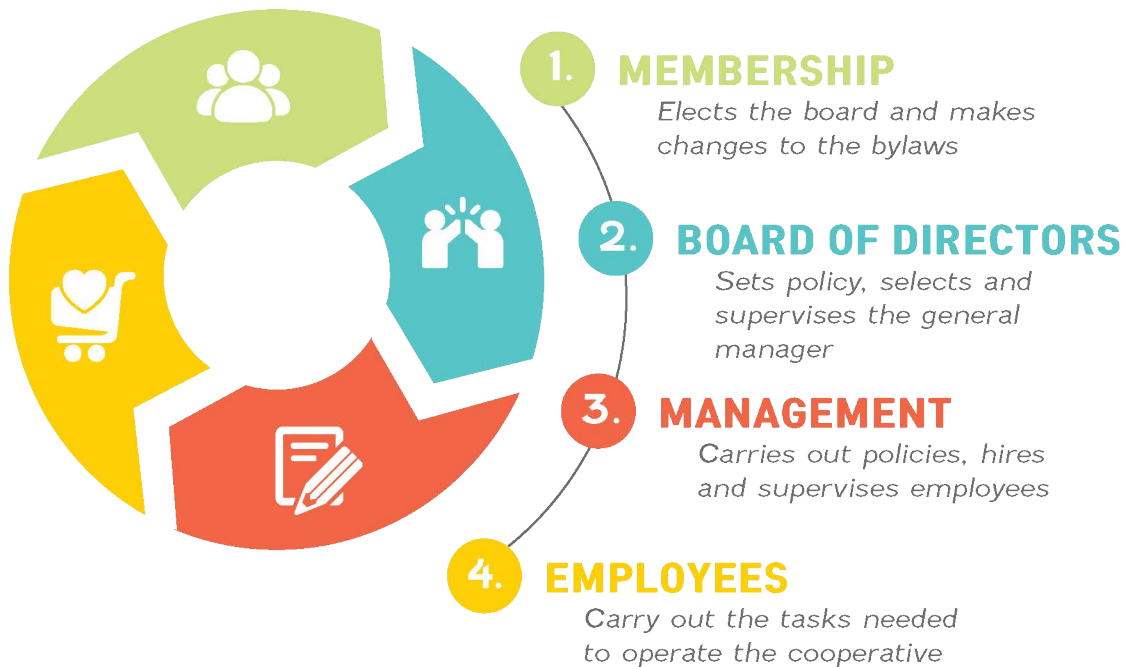 1. MEMBERSHIP
Elects the board and makes
changes to the bylaws
2. BOARD OF DIRECTORS
Sets policy, selects and
supervises the general
manager
3. MANAGEMENT
Carries out policies, hires
and supervises employees
4. EMPLOYEES
Carry out the tasks needed
to operate the cooperative